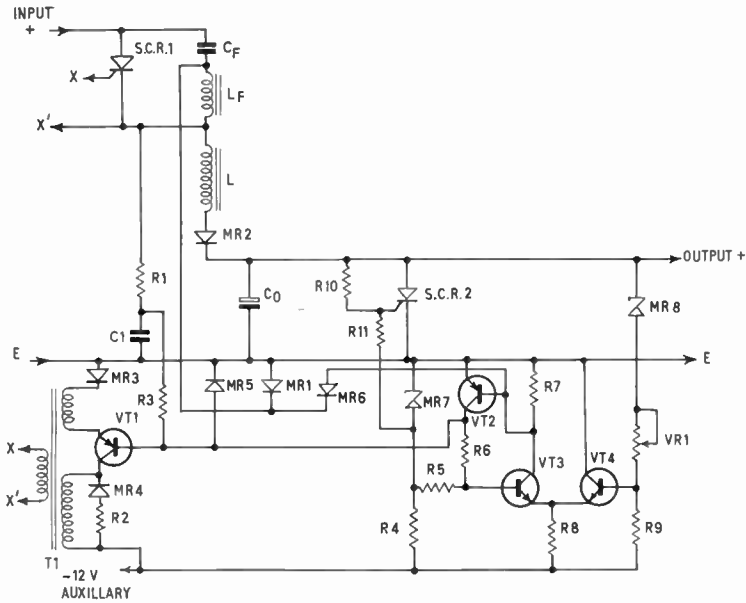 INPUT
+
S.C.R.1
CF
X
LF
X'
L
MR2
OUTPUT +
R1
R10
S.C.R.2
CO
MR8
R11
C1
E
E
MR3
R3
MR5
MR1
MR6
MR7
VT2
R7
VT1
X
R6
VR1
VT3
VT4
MR4
R5
X'
R2
R4
R8
R9
T1
-12 V
AUXILLARY